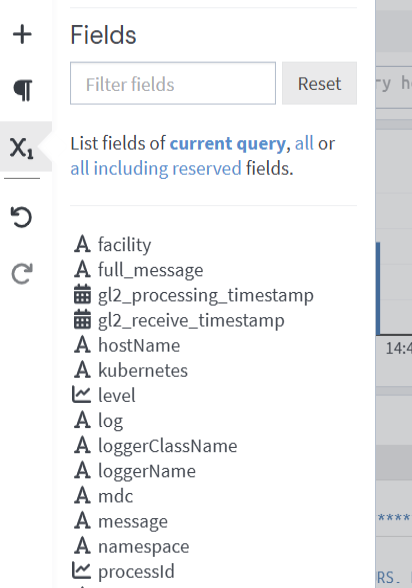 Fields
Filter fields
Reset
List fields of current query, all or
all including reserved fields.
facility
full_message
gl2_processing_timestamp
gl2_receive_timestamp
hostName
kubernetes
level
log
loggerClassName
loggerName
mdc
message
namespace
processId
14:4
****
RS.